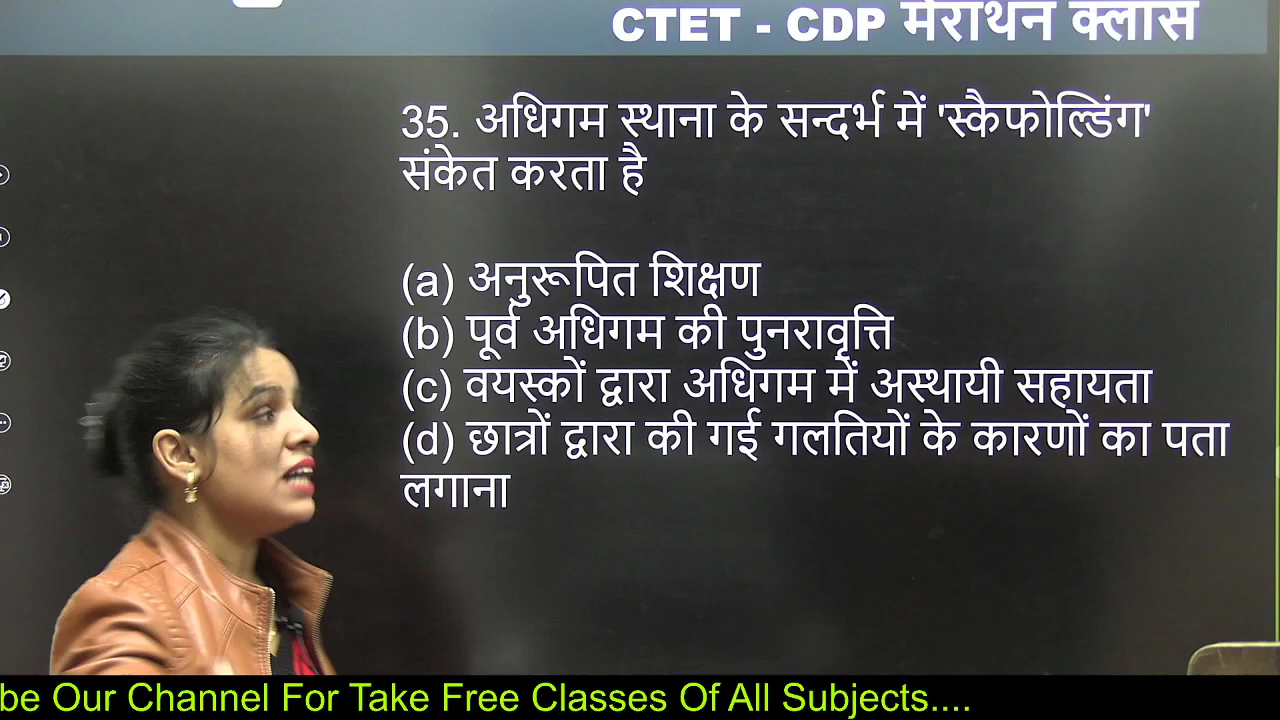 CTET - CDP मैराथन क्लास
35. अधिगम स्थाना के सन्दर्भ में 'स्कैफोल्डिंग'
संकेत करता है
(a) अनुरूपित शिक्षण
(b) पूर्व अधिगम की पुनरावृत्ति
(c) वयस्कों द्वारा अधिगम में अस्थायी सहायता
(d) छात्रों द्वारा की गई गलतियों के कारणों का पता
लगाना
be Our Channel For Take Free Classes Of All Subjects....